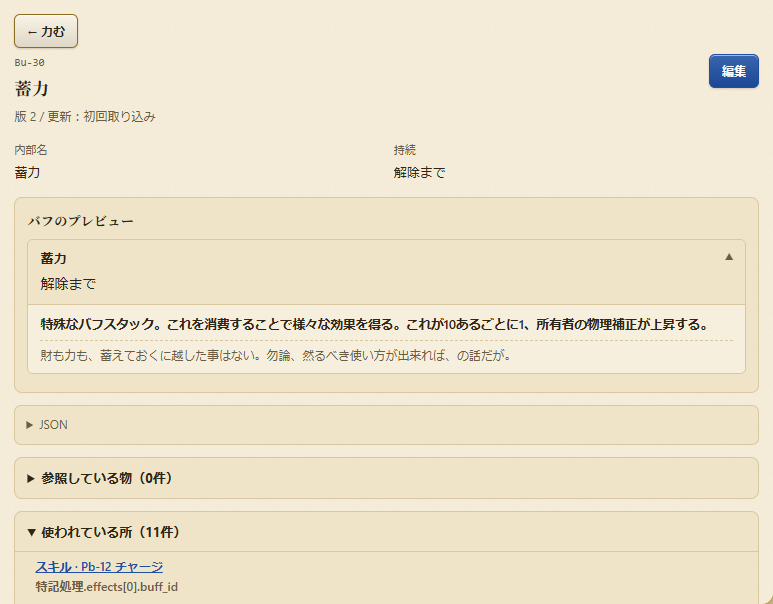 ←力む
Bu-30
編集
蓄力
版 2 / 更新：初回取り込み
内部名
持続
蓄力
解除まで
バフのプレビュー
蓄力
▲
解除まで
特殊なバフスタック。これを消費することで様々な効果を得る。これが10あるごとに1、所有者の物理補正が上昇する。
財も力も、蓄えておくに越した事はない。勿論、然るべき使い方が出来れば、の話だが。
▶ JSON
▶ 参照している物（0件）
▼ 使われている所（11件）
スキル · Pb-12 チャージ
特記処理.effects[0].buff_id